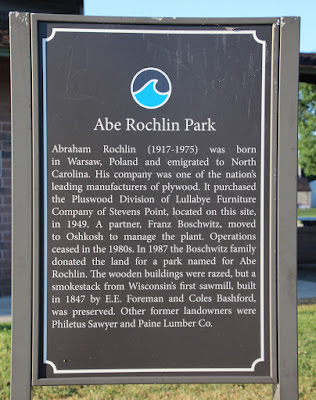 Abe Rochlin Park
Abraham Rochlin (1917-1975) was born
in Warsaw, Poland and emigrated to North
Carolina. His company was one of the nation's
leading manufacturers of plywood. It purchased
the Pluswood Division of Lullabye Furniture
Company of Stevens Point, located on this site,
in 1949. A partner, Franz Boschwitz, moved
to Oshkosh to manage the plant. Operations
ceased in the 1980s. In 1987 the Boschwitz family
donated the land for a park named for Abe
Rochlin. The wooden buildings were razed, but a
smokestack from Wisconsin's first sawmill, built
in 1847 by E.E. Foreman and Coles Bashford,
was preserved. Other former landowners were
Philetus Sawyer and Paine Lumber Co.